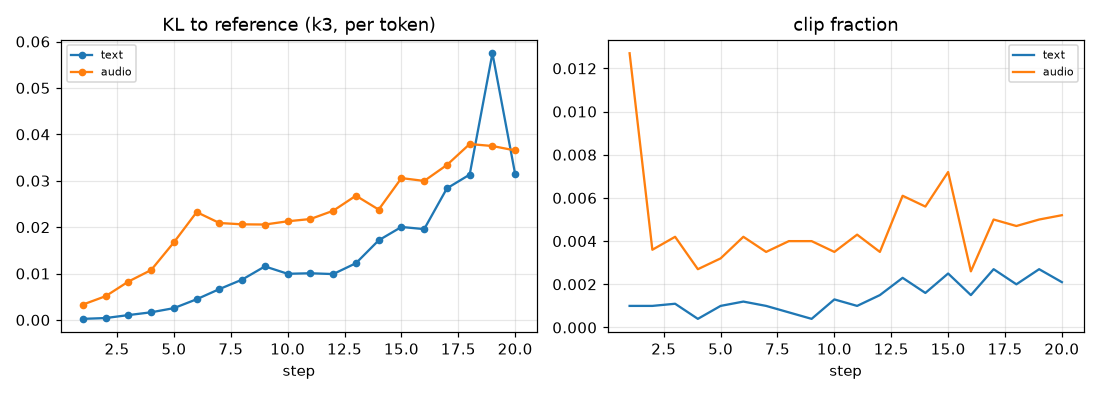 KL to reference (k3, per token)
text
audio
0.06
0.05
0.04
0.03
0.02
0.01
0.00
2.5 5.0 7.5 10.0 12.5 15.0 17.5 20.0
step
clip fraction
text
audio
0.012
0.010
0.008
0.006
0.004
0.002
0.000
2.5 5.0 7.5 10.0 12.5 15.0 17.5 20.0
step